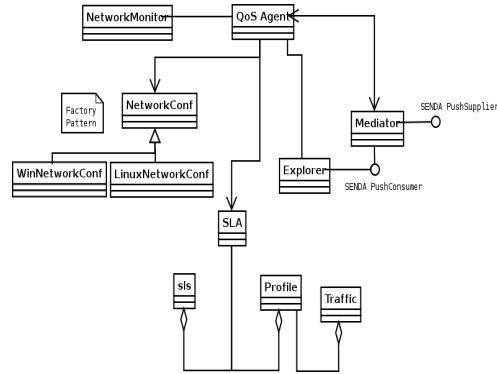 NetworkMonitor
QoS Agent
Factory
Pattern
NetworkConf
SENDA PushSupplier
Mediator
WinNetworkConf
LinuxNetworkConf
Explorer
SENDA PushConsumer
SLA
sls
Profile
Traffic